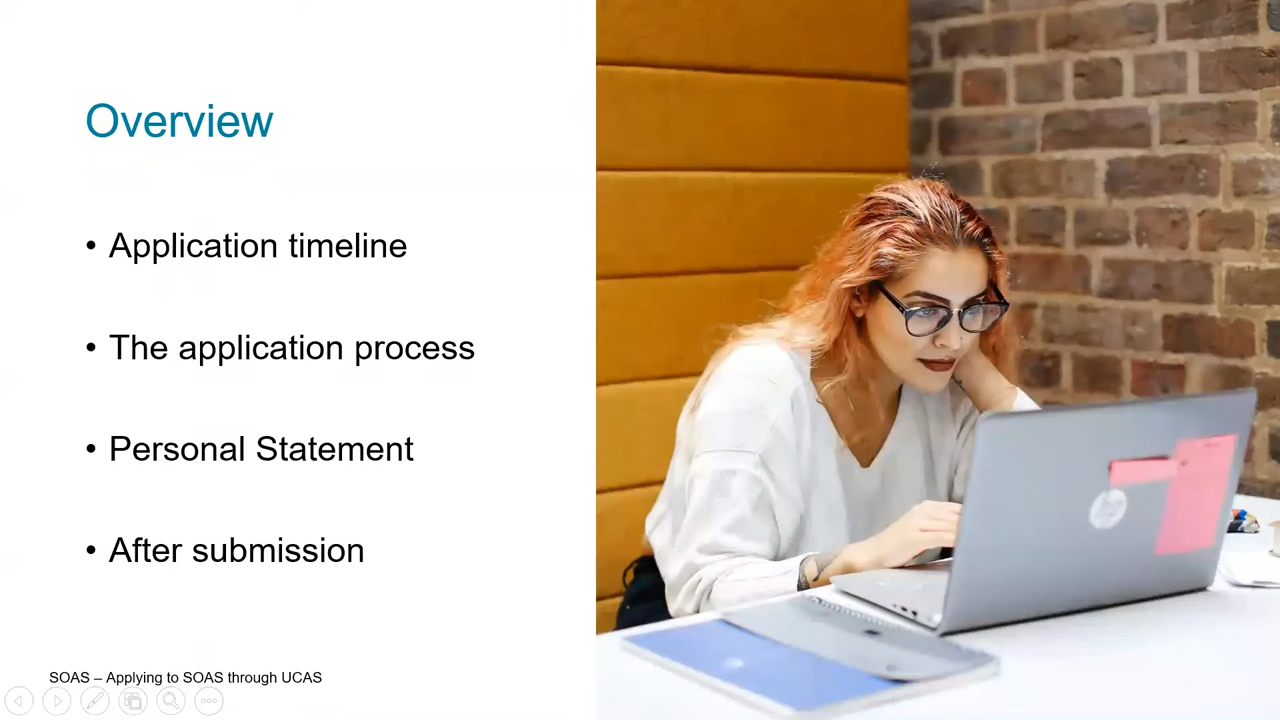 Overview
• Application timeline
• The application process
• Personal Statement
• After submission
SOAS – Applying to SOAS through UCAS